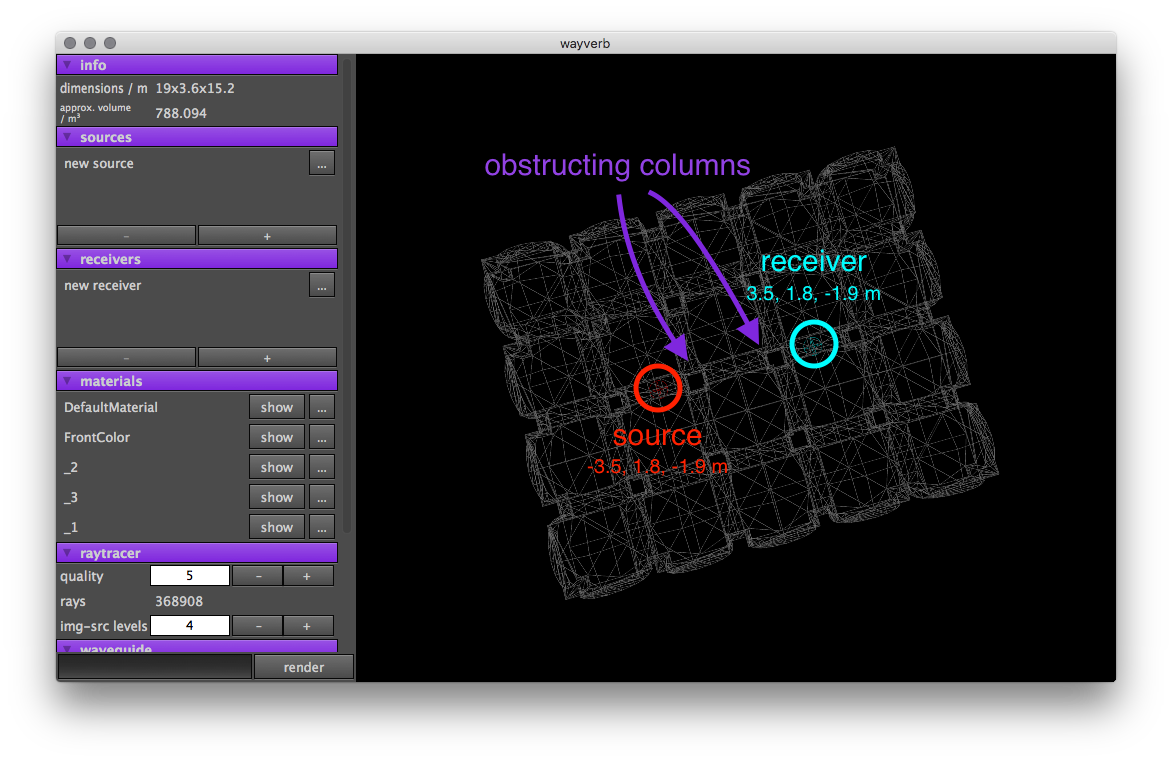 wayverb
info
dimensions / m 19x3.6x15.2
approx. volume / m³ 788.094
sources
new source ...
– +
receivers
new receiver ...
– +
materials
DefaultMaterial show ...
FrontColor show ...
_2 show ...
_3 show ...
_1 show ...
raytracer
quality 5 – +
rays 368908
img-src levels 4 – +
waveguide
render
obstructing columns
receiver
3.5, 1.8, -1.9 m
source
-3.5, 1.8, -1.9 m